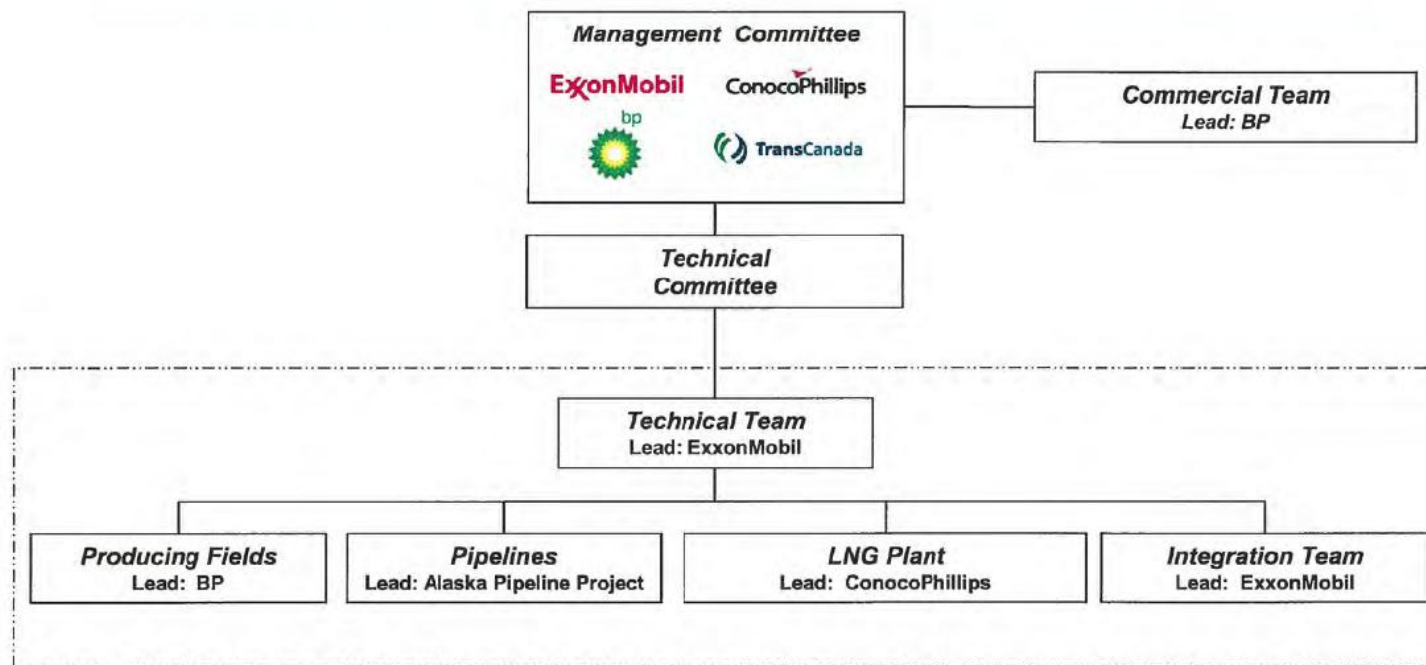 Management Committee
ExxonMobil
ConocoPhillips
bp
TransCanada
Commercial Team
Lead: BP
Technical
Committee
Technical Team
Lead: ExxonMobil
Producing Fields
Lead: BP
Pipelines
Lead: Alaska Pipeline Project
LNG Plant
Lead: ConocoPhillips
Integration Team
Lead: ExxonMobil